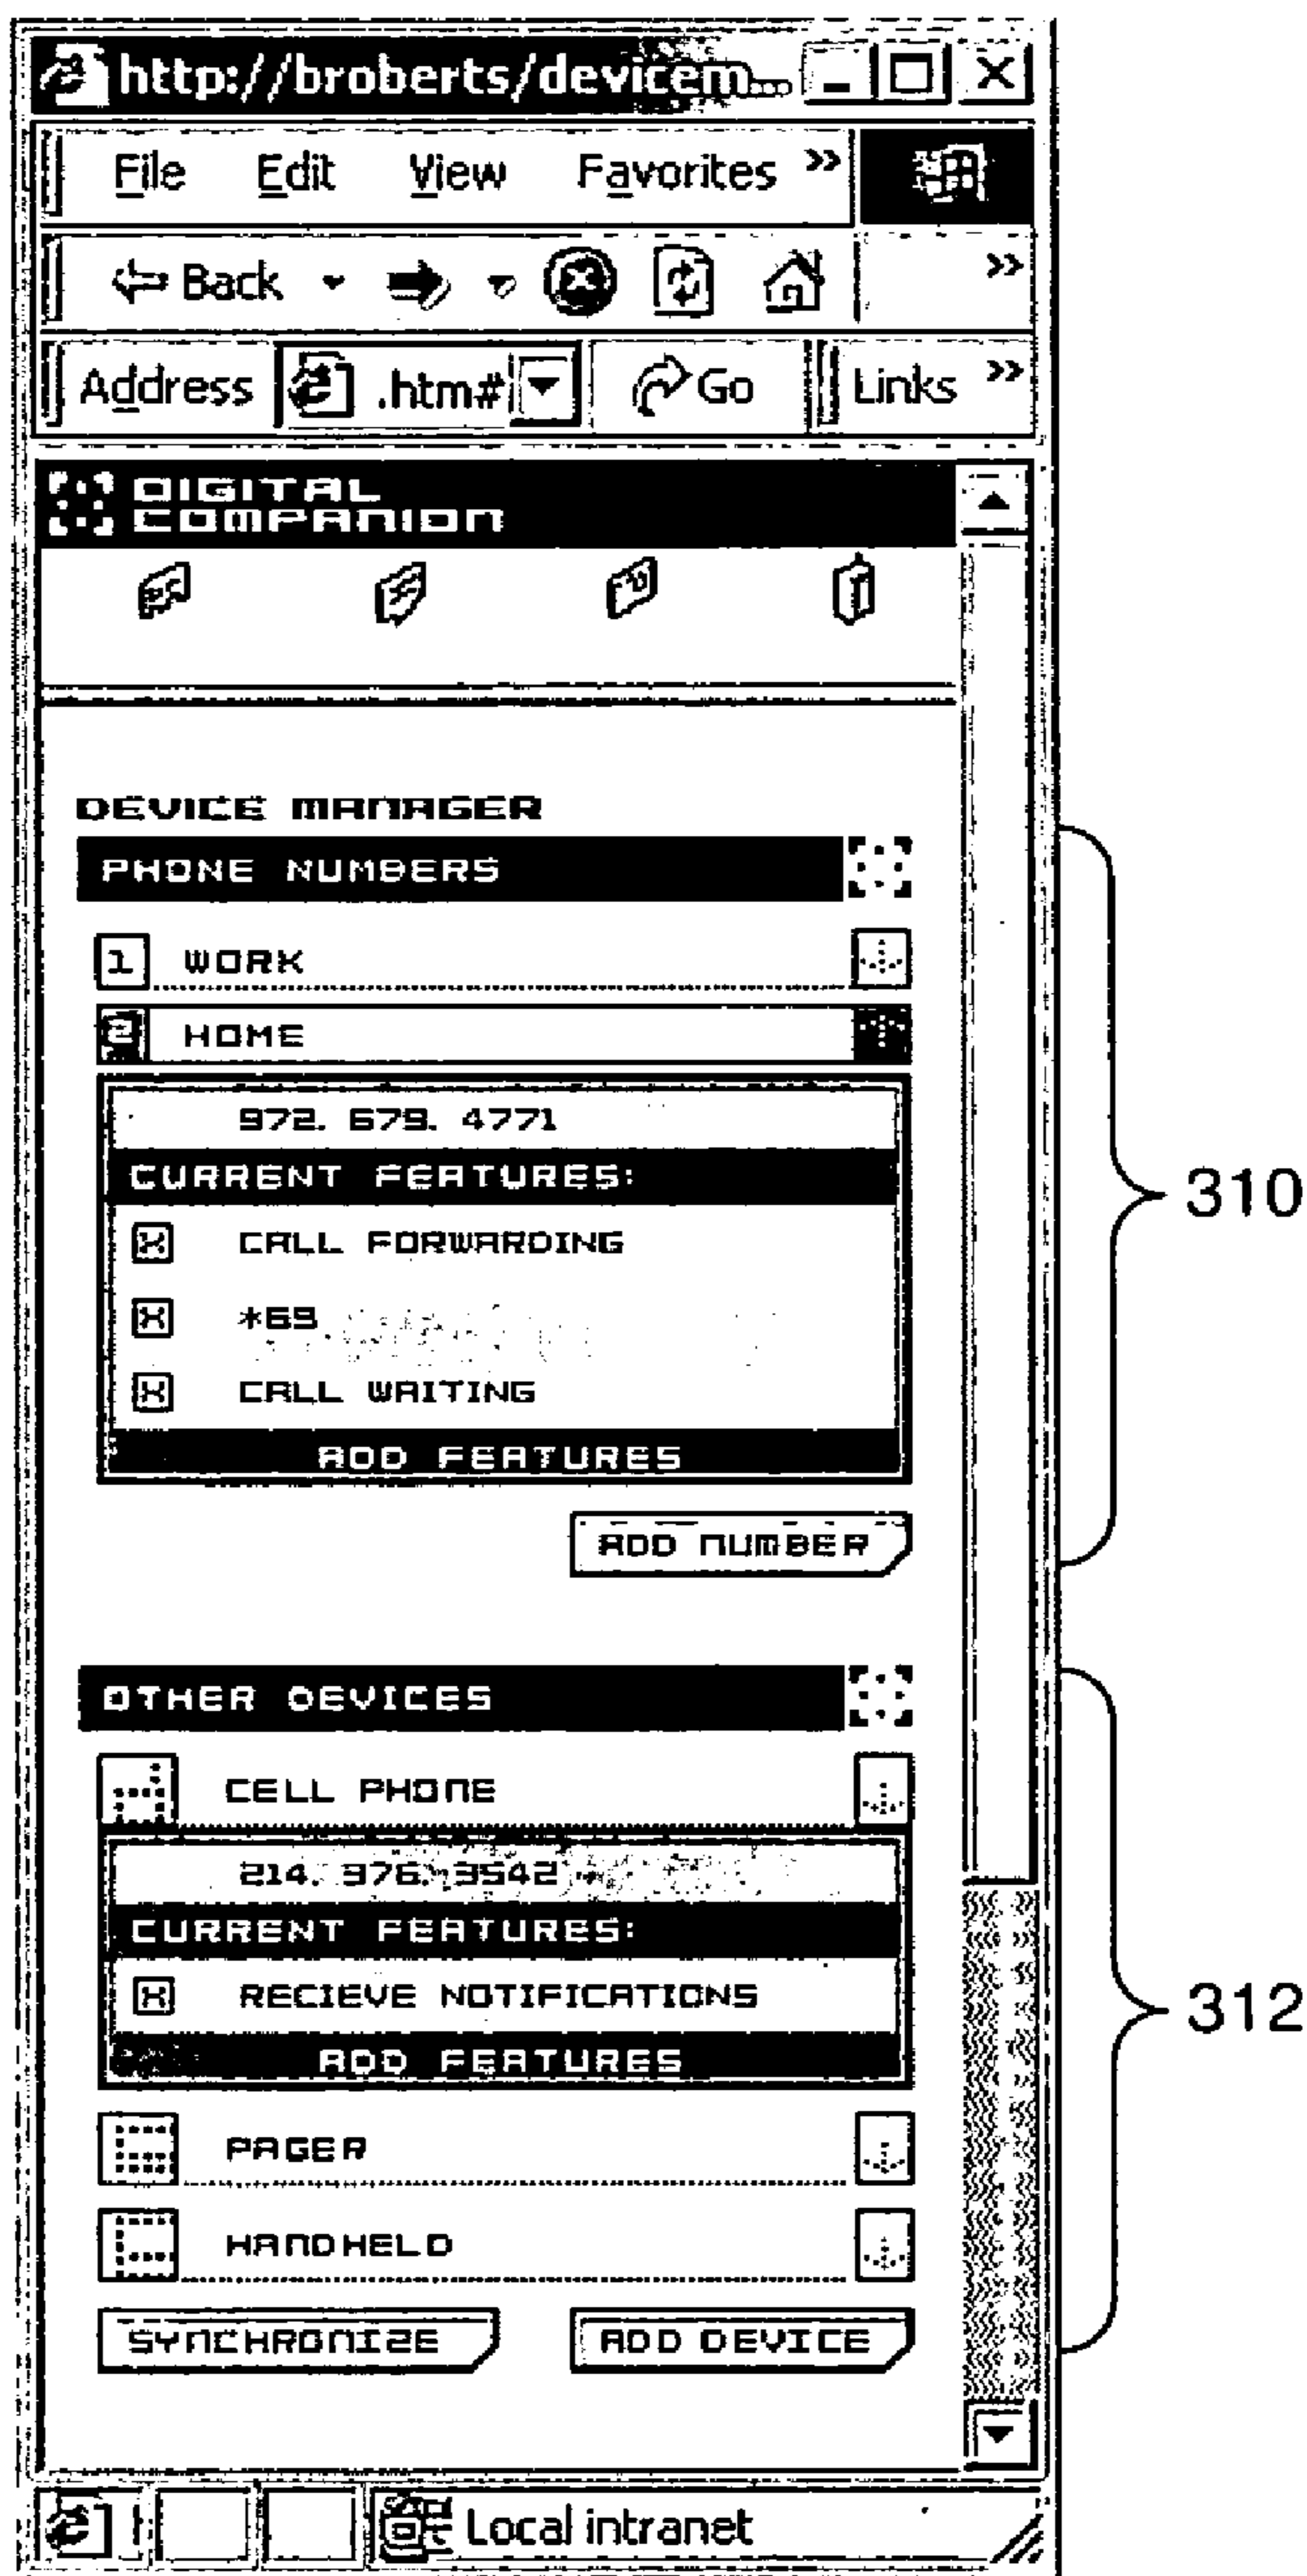 http://broberts/devicem...
File Edit View Favorites »
Back »
Address .htm# Go Links »
DIGITAL
COMPANION
DEVICE MANAGER
PHONE NUMBERS
1 WORK
2 HOME
972. 679. 4771
CURRENT FEATURES:
X CALL FORWARDING
X *69
X CALL WAITING
ADD FEATURES
ADD NUMBER
310
OTHER DEVICES
CELL PHONE
214. 376. 3542
CURRENT FEATURES:
X RECIEVE NOTIFICATIONS
ADD FEATURES
312
PAGER
HANDHELD
SYNCHRONIZE ADD DEVICE
Local intranet